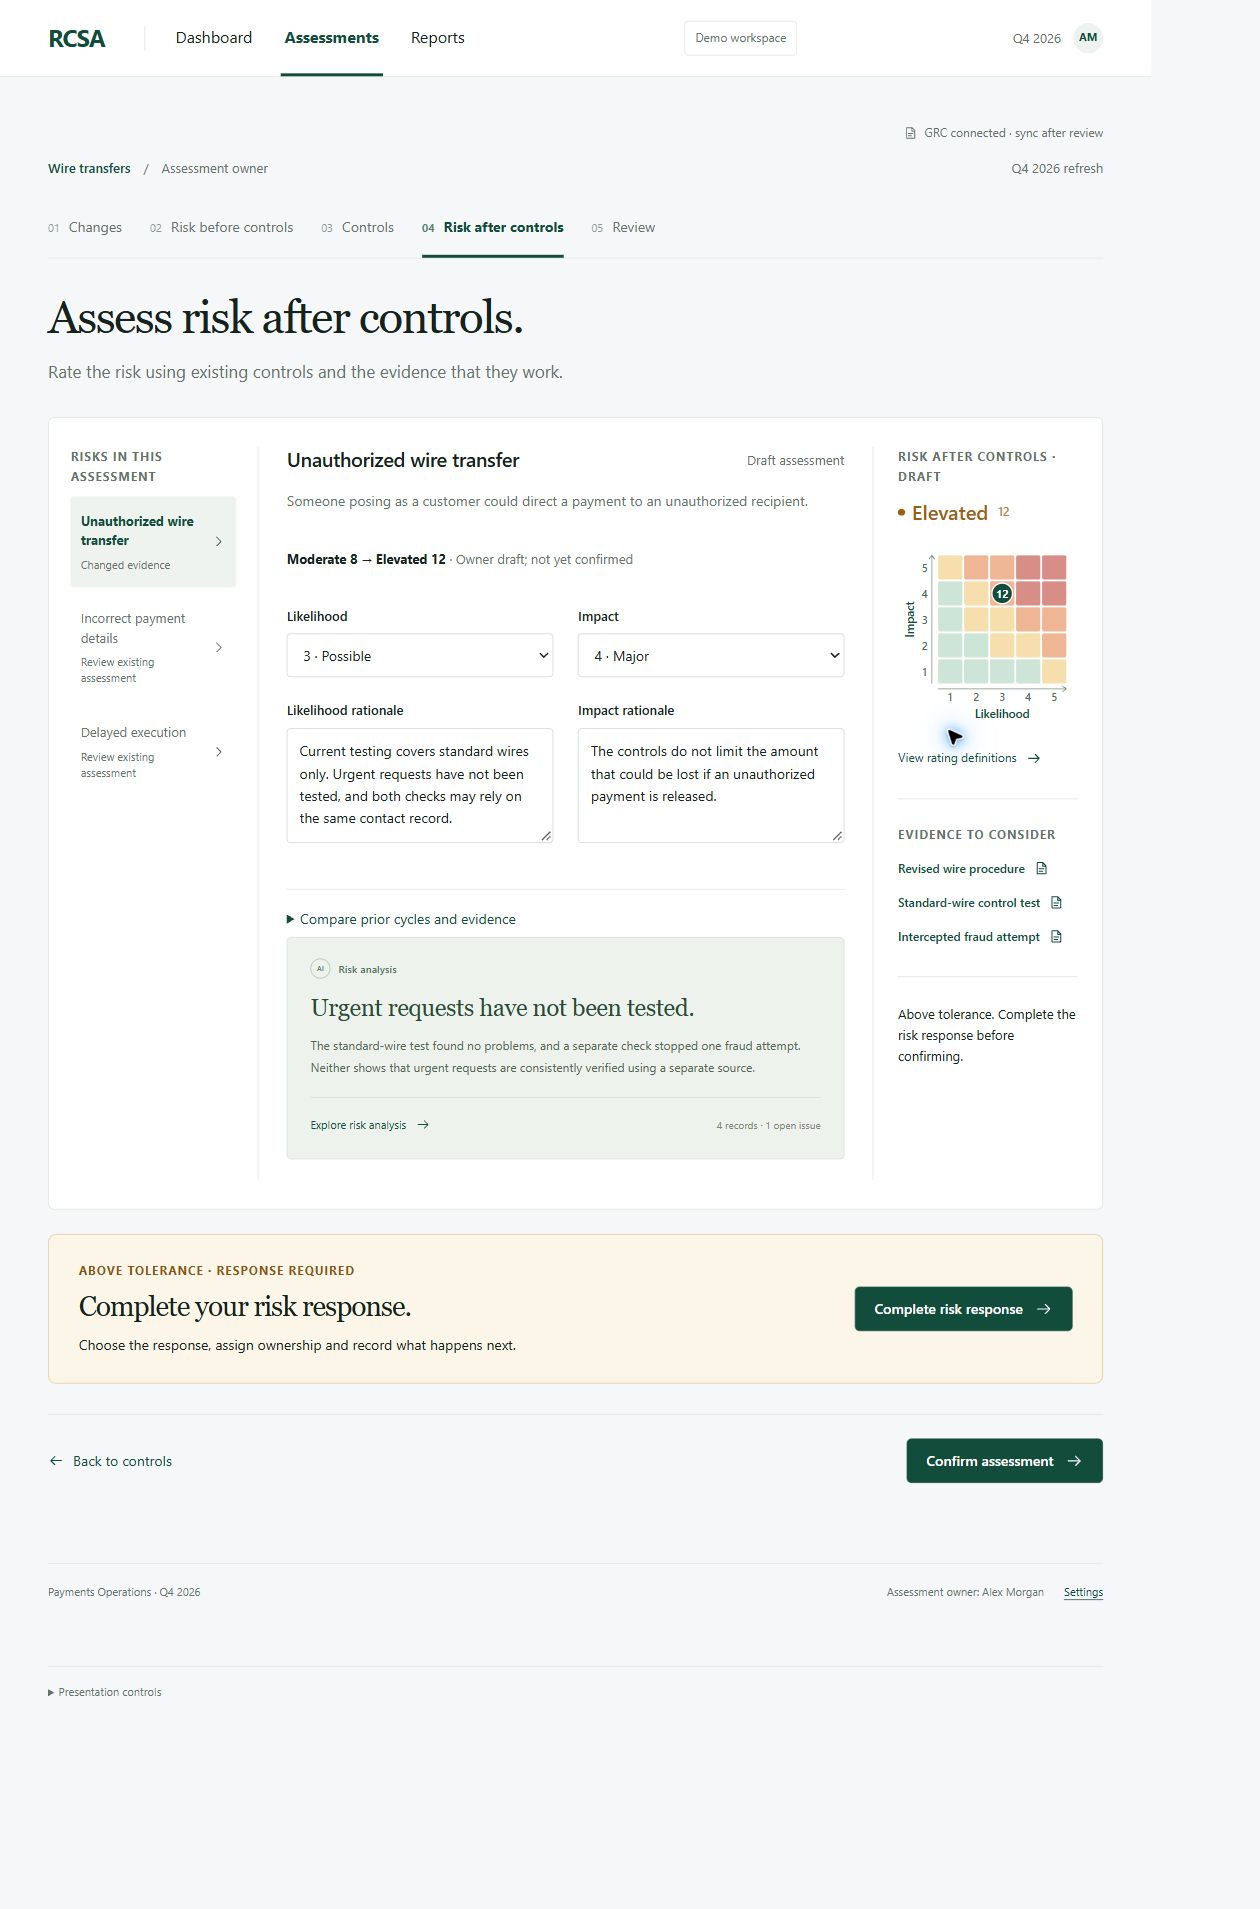 RCSA
Dashboard
Assessments
Reports
Demo workspace
Q4 2026
AM
GRC connected · sync after review
Wire transfers / Assessment owner
Q4 2026 refresh
01 Changes
02 Risk before controls
03 Controls
04 Risk after controls
05 Review
Assess risk after controls.
Rate the risk using existing controls and the evidence that they work.
RISKS IN THIS
ASSESSMENT
Unauthorized wire
transfer
Changed evidence
Incorrect payment
details
Review existing
assessment
Delayed execution
Review existing
assessment
Unauthorized wire transfer
Draft assessment
Someone posing as a customer could direct a payment to an unauthorized recipient.
Moderate 8 → Elevated 12 · Owner draft; not yet confirmed
Likelihood
3 · Possible
Impact
4 · Major
Likelihood rationale
Current testing covers standard wires
only. Urgent requests have not been
tested, and both checks may rely on
the same contact record.
Impact rationale
The controls do not limit the amount
that could be lost if an unauthorized
payment is released.
▶ Compare prior cycles and evidence
AI Risk analysis
Urgent requests have not been tested.
The standard-wire test found no problems, and a separate check stopped one fraud attempt.
Neither shows that urgent requests are consistently verified using a separate source.
Explore risk analysis →
4 records · 1 open issue
RISK AFTER CONTROLS ·
DRAFT
Elevated 12
Impact
5
4
3
2
1
12
1 2 3 4 5
Likelihood
View rating definitions →
EVIDENCE TO CONSIDER
Revised wire procedure
Standard-wire control test
Intercepted fraud attempt
Above tolerance. Complete the
risk response before
confirming.
ABOVE TOLERANCE · RESPONSE REQUIRED
Complete your risk response.
Choose the response, assign ownership and record what happens next.
Complete risk response →
← Back to controls
Confirm assessment →
Payments Operations · Q4 2026
Assessment owner: Alex Morgan
Settings
▶ Presentation controls